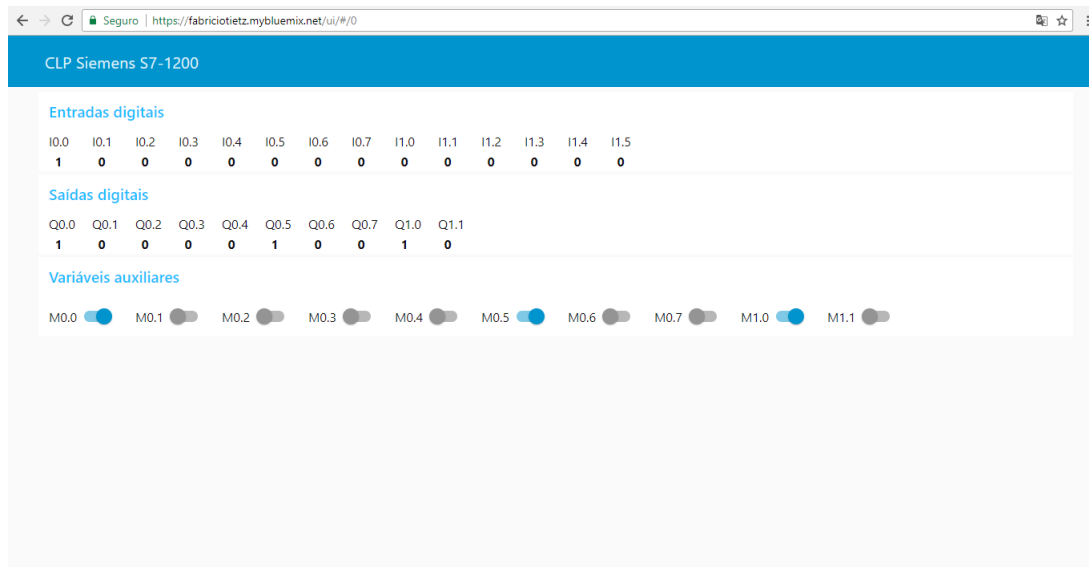 Seguro | https://fabriciotietz.mybluemix.net/ui/#/0
CLP Siemens S7-1200
Entradas digitais
I0.0 I0.1 I0.2 I0.3 I0.4 I0.5 I0.6 I0.7 I1.0 I1.1 I1.2 I1.3 I1.4 I1.5
1 0 0 0 0 0 0 0 0 0 0 0 0 0
Saídas digitais
Q0.0 Q0.1 Q0.2 Q0.3 Q0.4 Q0.5 Q0.6 Q0.7 Q1.0 Q1.1
1 0 0 0 0 1 0 0 1 0
Variáveis auxiliares
M0.0 M0.1 M0.2 M0.3 M0.4 M0.5 M0.6 M0.7 M1.0 M1.1